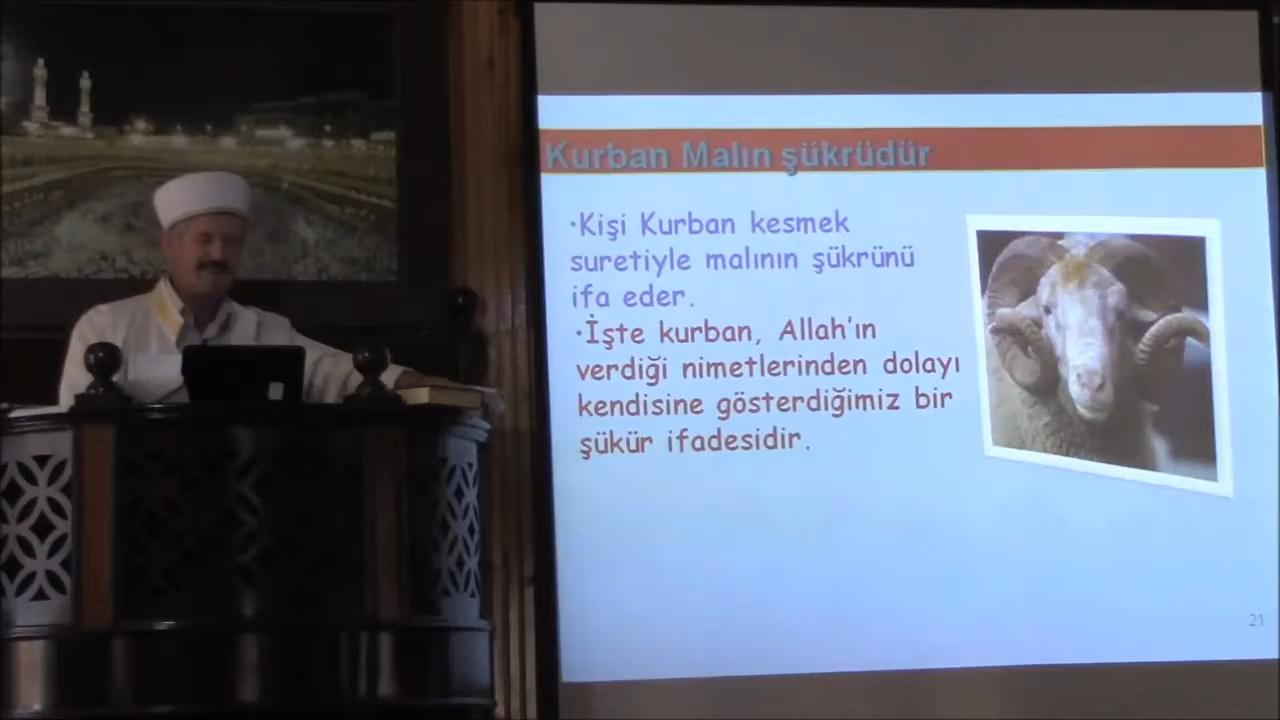 Kurban Malın şükrüdür
·Kişi Kurban kesmek
suretiyle malının şükrünü
ifa eder.
·İşte kurban, Allah'ın
verdiği nimetlerinden dolayı
kendisine gösterdiğimiz bir
şükür ifadesidir.
21